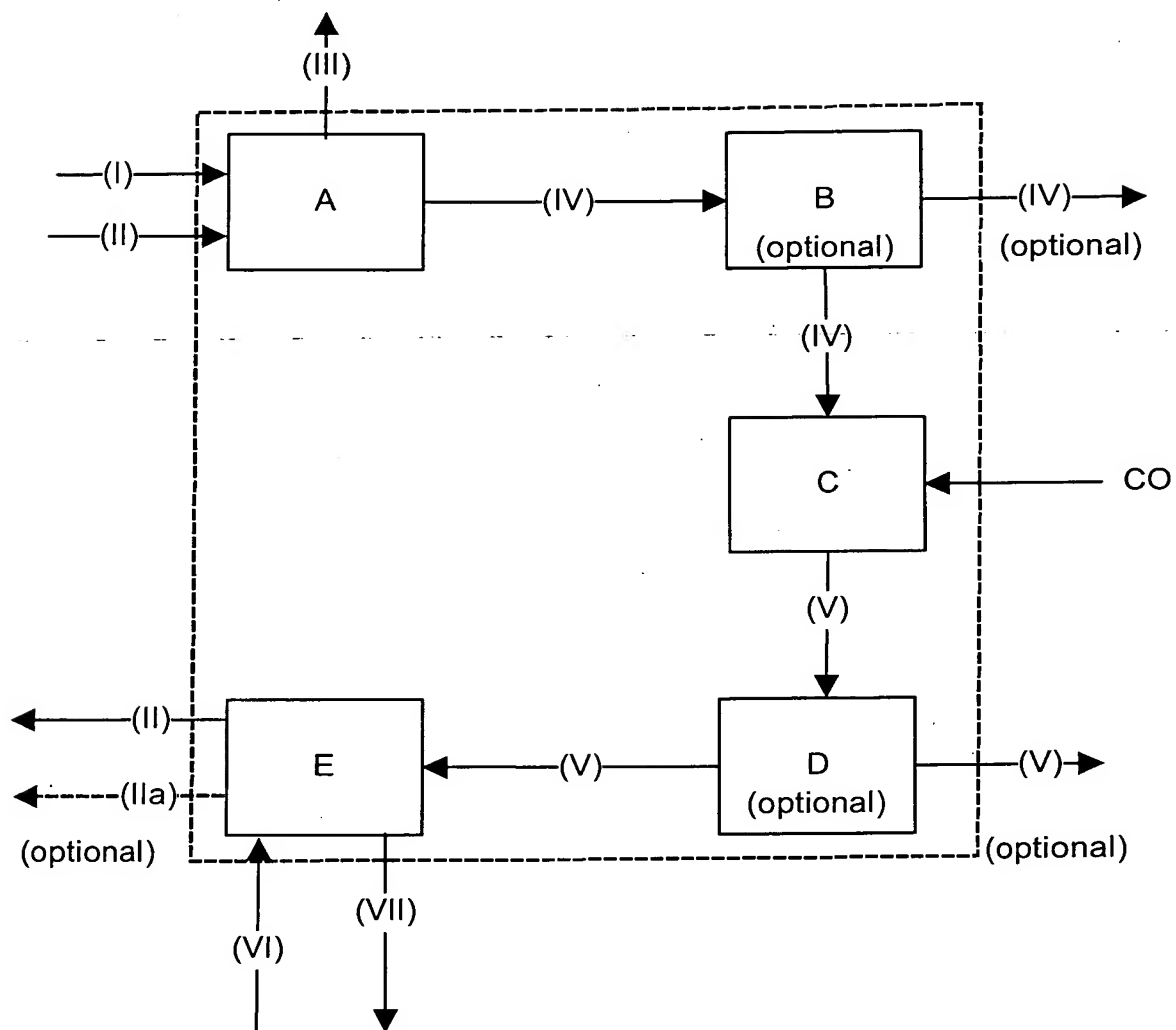 (III)
(I)
A
(IV)
B
(IV)
(II)
(optional)
(optional)
(IV)
C
CO
(V)
(II)
E
(V)
D
(V)
(IIa)
(optional)
(optional)
(optional)
(VII)
(VI)